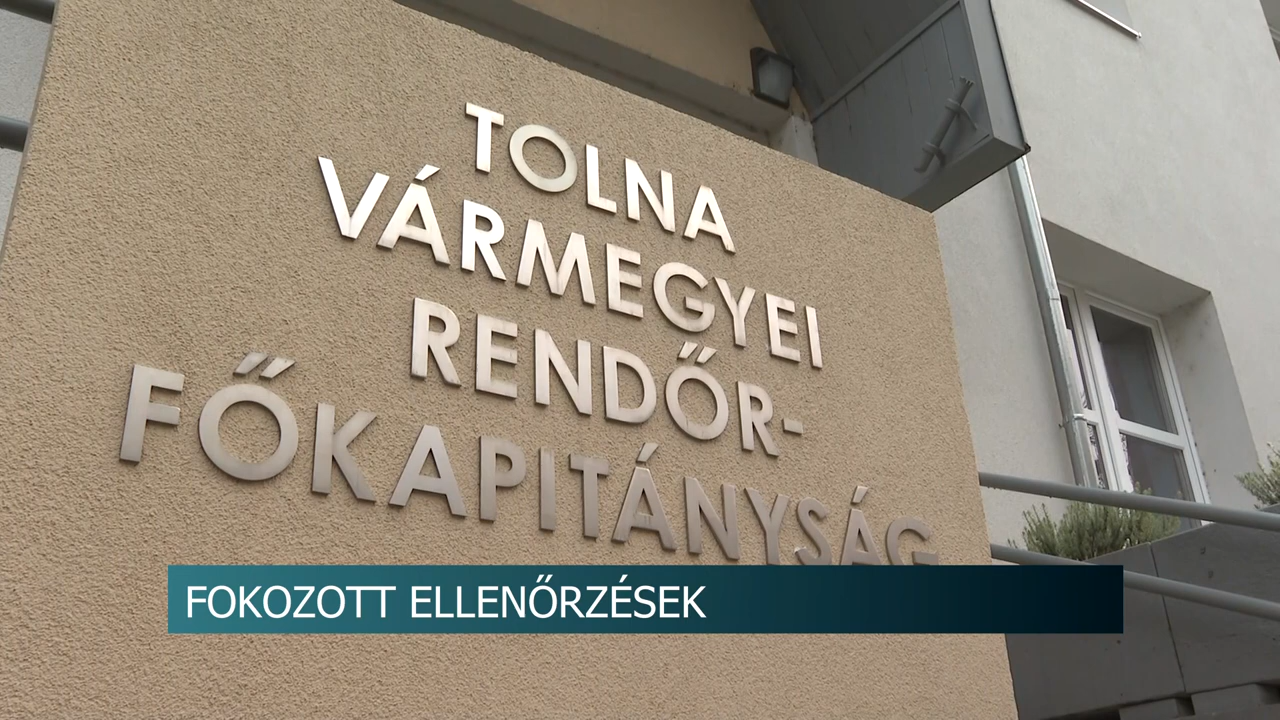 TOLNA
VÁRMEGYEI
RENDŐR-
FŐKAPITÁNYSÁG
FOKOZOTT ELLENŐRZÉSEK